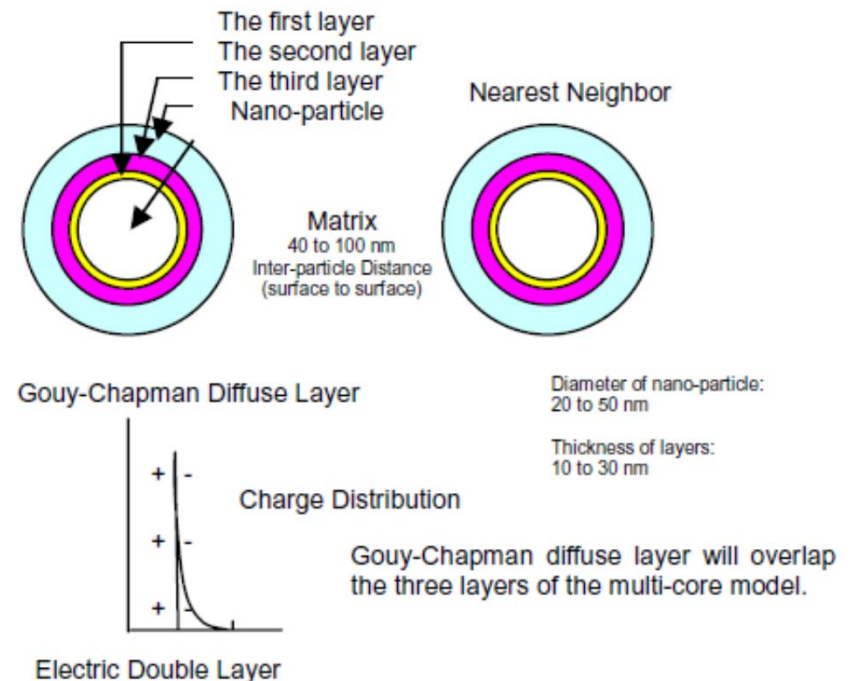 The first layer
The second layer
The third layer
Nano-particle
Nearest Neighbor
Matrix
40 to 100 nm
Inter-particle Distance
(surface to surface)
Gouy-Chapman Diffuse Layer
Diameter of nano-particle:
20 to 50 nm
Thickness of layers:
10 to 30 nm
+ -
Charge Distribution
+ -
Gouy-Chapman diffuse layer will overlap
the three layers of the multi-core model.
+ -
Electric Double Layer